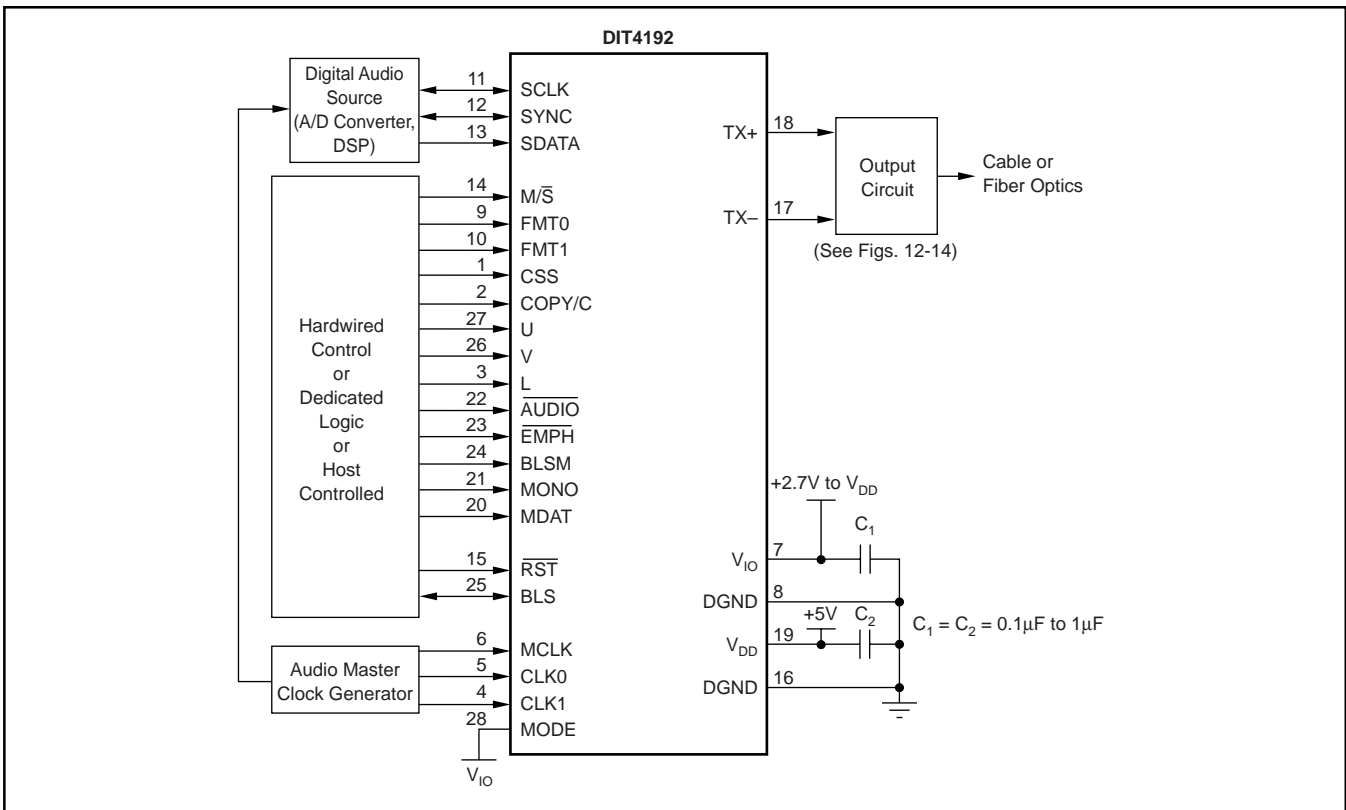 DIT4192
Digital Audio
Source
(A/D Converter,
DSP)
11
SCLK
12
SYNC
13
SDATA
Hardwired
Control
or
Dedicated
Logic
or
Host
Controlled
14
M/S̅
9
FMT0
10
FMT1
1
CSS
2
COPY/C
27
U
26
V
3
L
22
A̅U̅D̅I̅O̅
23
E̅M̅P̅H̅
24
BLSM
21
MONO
20
MDAT
15
R̅S̅T̅
25
BLS
Audio Master
Clock Generator
6
MCLK
5
CLK0
4
CLK1
28
MODE
VIO
TX+
18
TX–
17
Output
Circuit
(See Figs. 12-14)
Cable or
Fiber Optics
+2.7V to VDD
C1
VIO
7
DGND
8
+5V
C2
VDD
19
DGND
16
C1 = C2 = 0.1µF to 1µF